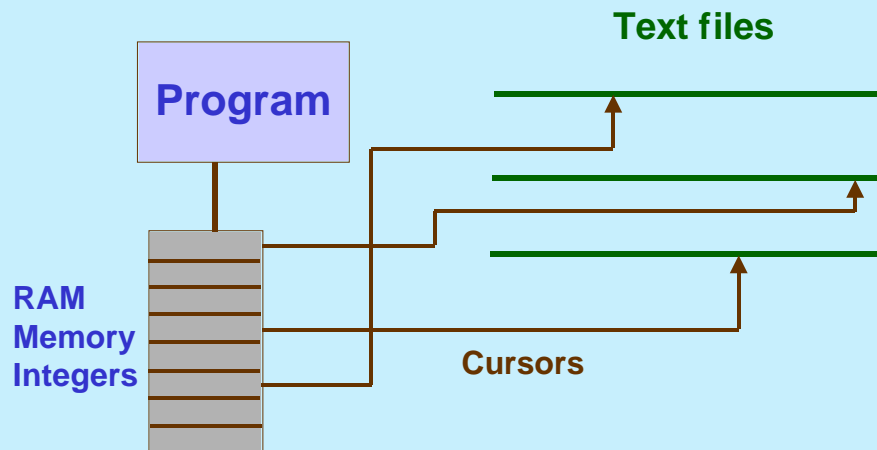 Text files
Program
RAM
Memory
Integers
Cursors